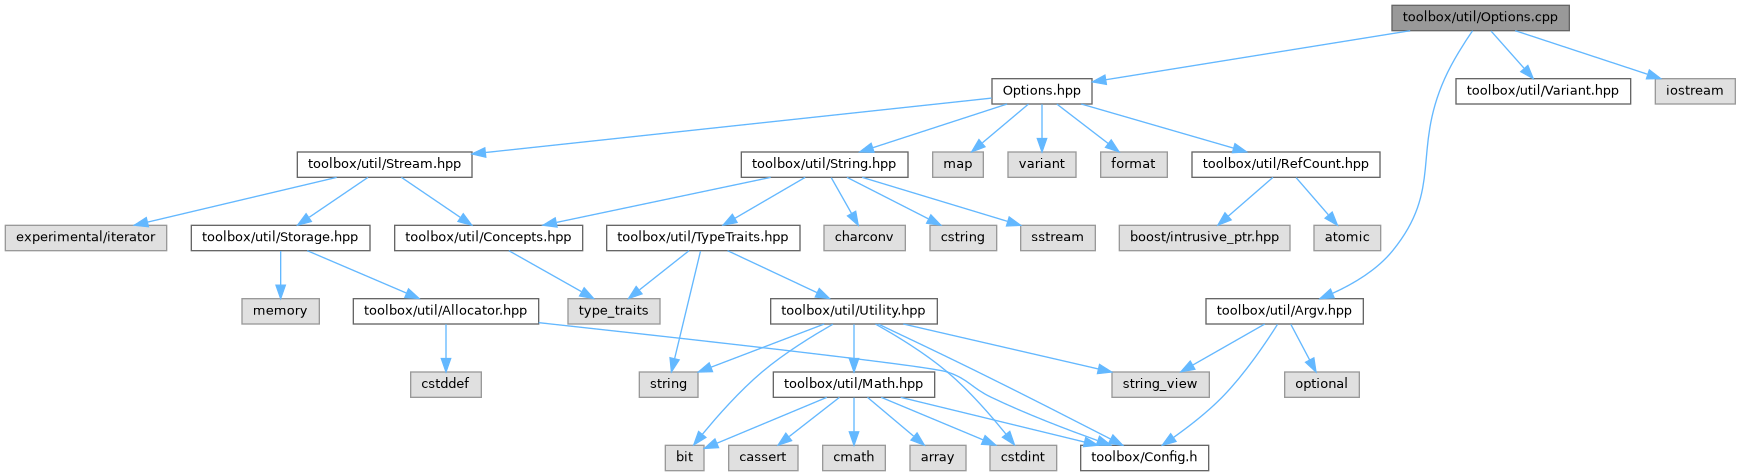 toolbox/util/Options.cpp
Options.hpp
toolbox/util/Variant.hpp
iostream
toolbox/util/Stream.hpp
toolbox/util/String.hpp
map
variant
format
toolbox/util/RefCount.hpp
experimental/iterator
toolbox/util/Storage.hpp
toolbox/util/Concepts.hpp
toolbox/util/TypeTraits.hpp
charconv
cstring
sstream
boost/intrusive_ptr.hpp
atomic
memory
toolbox/util/Allocator.hpp
type_traits
toolbox/util/Utility.hpp
toolbox/util/Argv.hpp
cstddef
string
toolbox/util/Math.hpp
string_view
optional
bit
cassert
cmath
array
cstdint
toolbox/Config.h